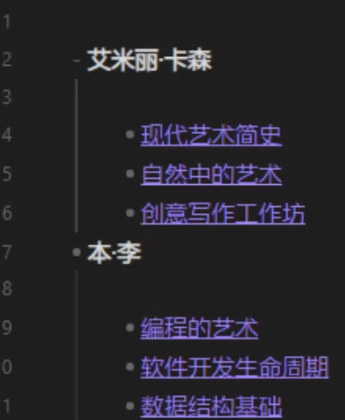 1
2 - 艾米丽·卡森
3
4 现代艺术简史
5 自然中的艺术
6 创意写作工作坊
7 本·李
8
9 编程的艺术
0 软件开发生命周期
1 数据结构基础